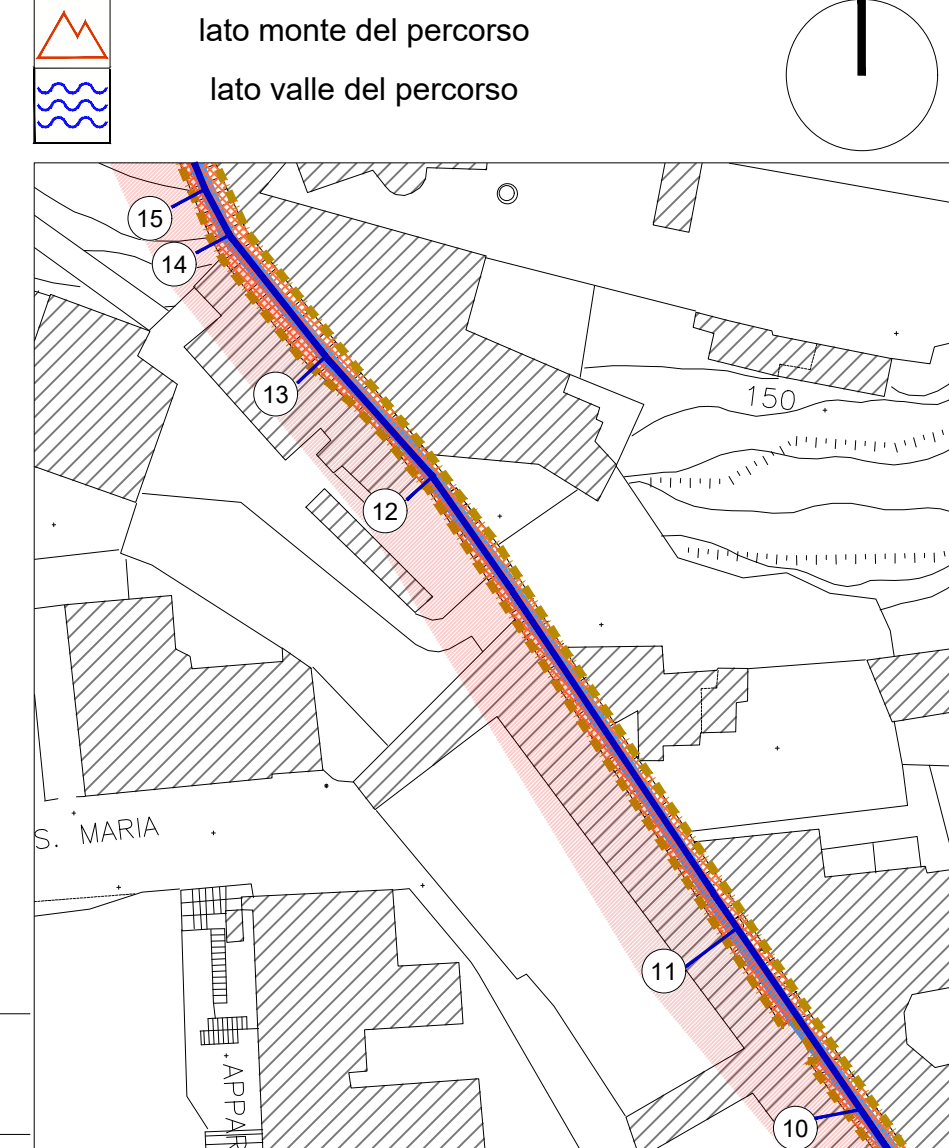 lato monte del percorso
lato valle del percorso
15
14
13
150
12
S. MARIA
11
APPAR
10